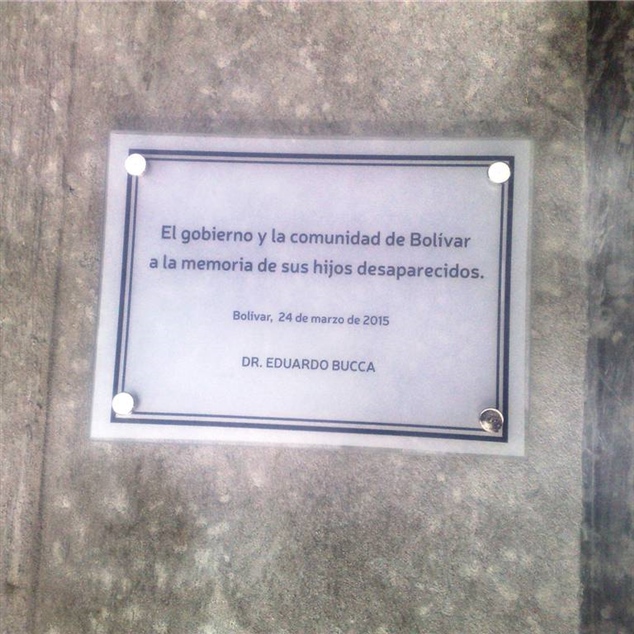 El gobierno y la comunidad de Bolívar
a la memoria de sus hijos desaparecidos.
Bolívar, 24 de marzo de 2015
DR. EDUARDO BUCCA